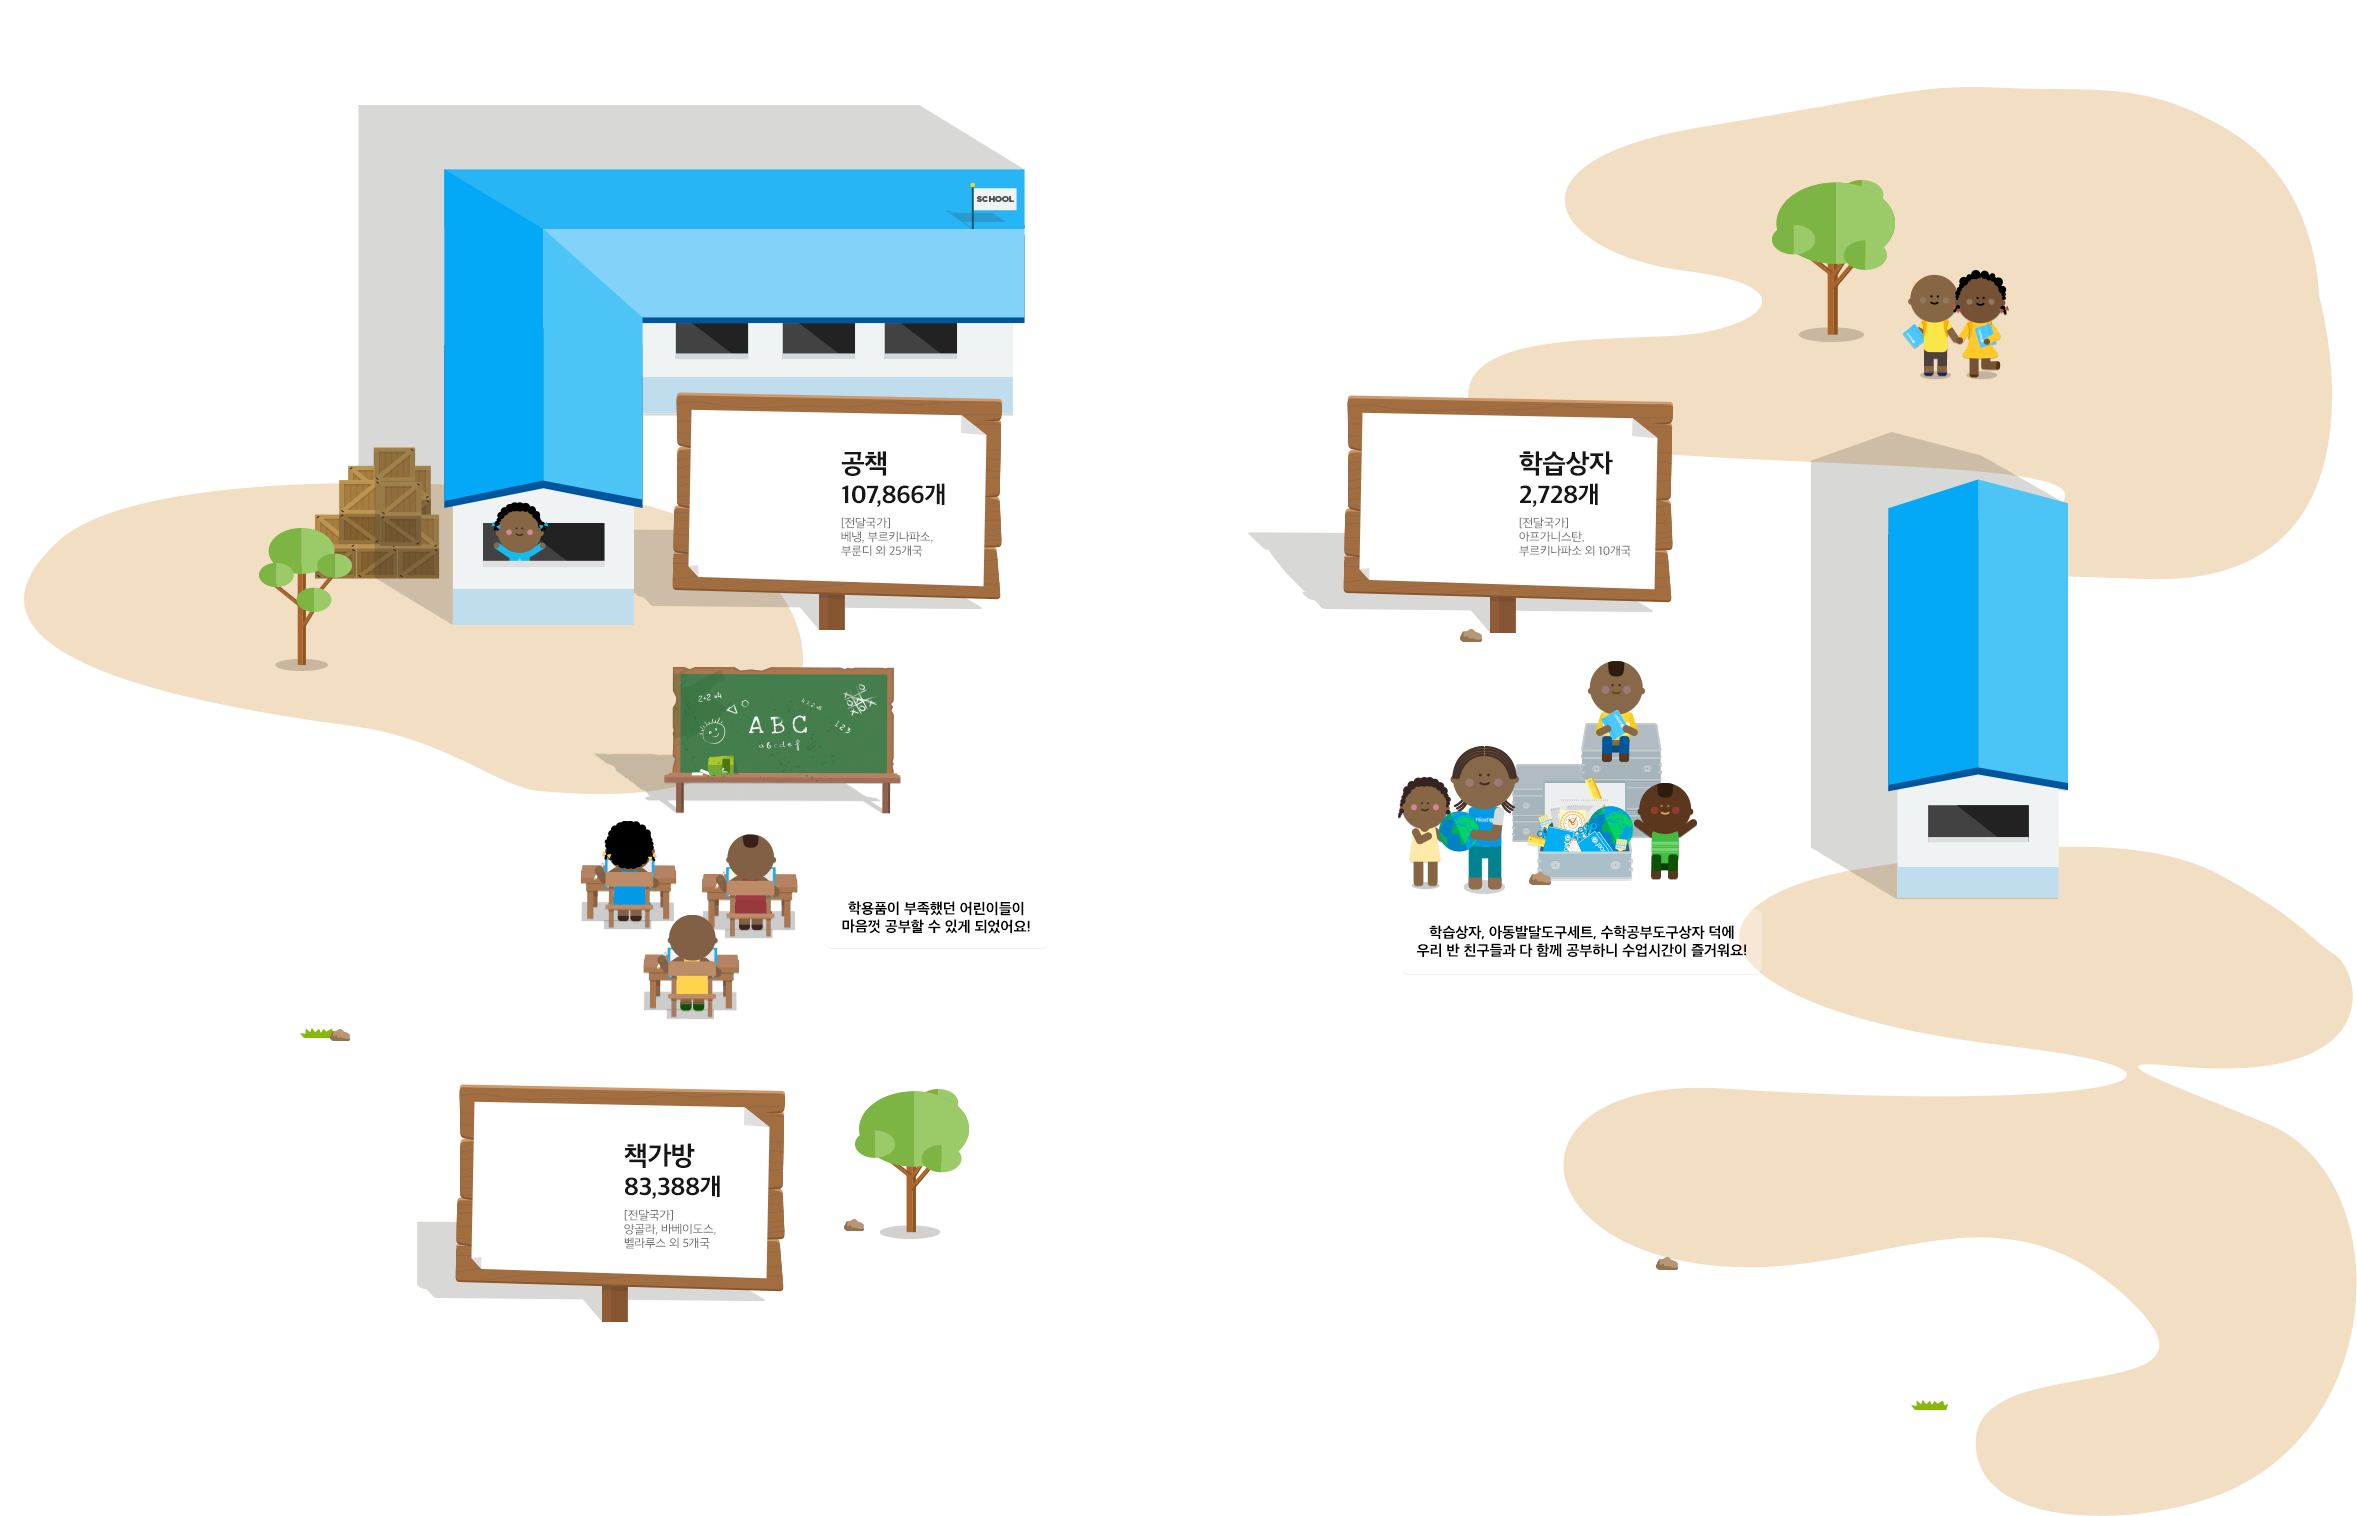 SCHOOL
공책
107,866개
[전달국가]
베냉, 부르키나파소,
부룬디 외 25개국
학습상자
2,728개
[전달국가]
아프가니스탄,
부르키나파소 외 10개국
2+2=4
ABC
abcdef
123
학용품이 부족했던 어린이들이
마음껏 공부할 수 있게 되었어요!
학습상자, 아동발달도구세트, 수학공부도구상자 덕에
우리 반 친구들과 다 함께 공부하니 수업시간이 즐거워요!
책가방
83,388개
[전달국가]
앙골라, 바베이도스,
벨라루스 외 5개국